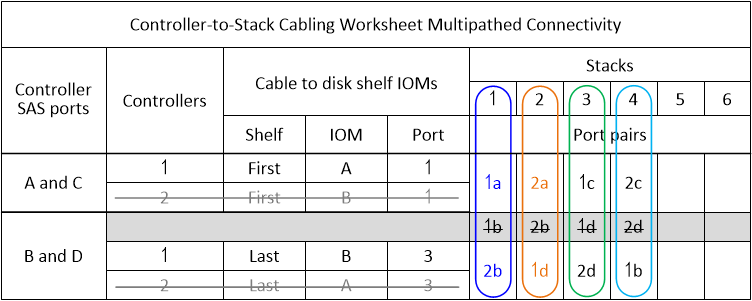 Controller-to-Stack Cabling Worksheet Multipathed Connectivity
Controller SAS ports Controllers Cable to disk shelf IOMs Stacks
1 2 3 4 5 6
Shelf IOM Port Port pairs
A and C 1 First A 1 1a 2a 1c 2c
2 First B 1
1b 2b 1d 2d
B and D 1 Last B 3 2b 1d 2d 1b
2 Last A 3